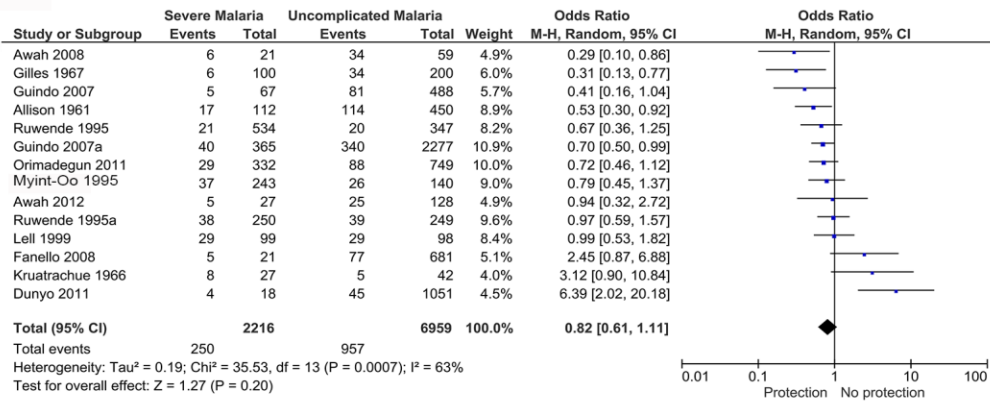 Severe Malaria Uncomplicated Malaria Odds Ratio Odds Ratio
Study or Subgroup Events Total Events Total Weight M-H, Random, 95% CI M-H, Random, 95% CI
Awah 2008 6 21 34 59 4.9% 0.29 [0.10, 0.86]
Gilles 1967 6 100 34 200 6.0% 0.31 [0.13, 0.77]
Guindo 2007 5 67 81 488 5.7% 0.41 [0.16, 1.04]
Allison 1961 17 112 114 450 8.9% 0.53 [0.30, 0.92]
Ruwende 1995 21 534 20 347 8.2% 0.67 [0.36, 1.25]
Guindo 2007a 40 365 340 2277 10.9% 0.70 [0.50, 0.99]
Orimadegun 2011 29 332 88 749 10.0% 0.72 [0.46, 1.12]
Myint-Oo 1995 37 243 26 140 9.0% 0.79 [0.45, 1.37]
Awah 2012 5 27 25 128 5.0% 0.94 [0.32, 2.72]
Ruwende 1995a 38 250 39 249 9.6% 0.97 [0.59, 1.57]
Lell 1999 29 99 29 98 8.4% 0.99 [0.53, 1.82]
Fanello 2008 5 21 77 681 5.1% 2.45 [0.87, 6.88]
Kruatrachue 1966 8 27 5 42 4.0% 3.12 [0.90, 10.84]
Dunyo 2011 4 18 45 1051 4.5% 6.39 [2.02, 20.18]
Total (95% CI) 2216 6959 100.0% 0.82 [0.61, 1.11]
Total events 250 957
Heterogeneity: Tau² = 0.19; Chi² = 35.53, df = 13 (P = 0.0007); I² = 63%
Test for overall effect: Z = 1.27 (P = 0.20)
0.01 0.1 1 10 100
Protection No protection